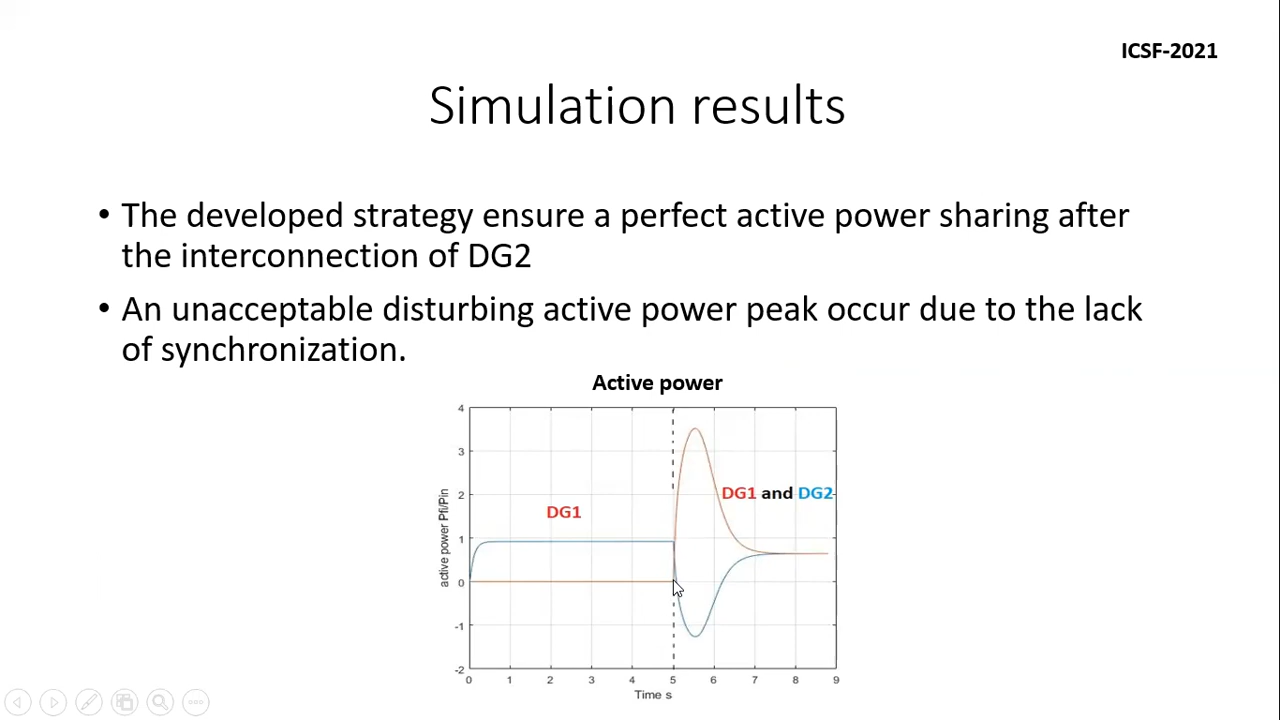 ICSF-2021
Simulation results
• The developed strategy ensure a perfect active power sharing after
the interconnection of DG2
• An unacceptable disturbing active power peak occur due to the lack
of synchronization.
Active power
4
3
2
1
0
-1
-2
active power Pfi/Pin
DG1
DG1 and DG2
0 1 2 3 4 5 6 7 8 9
Time s